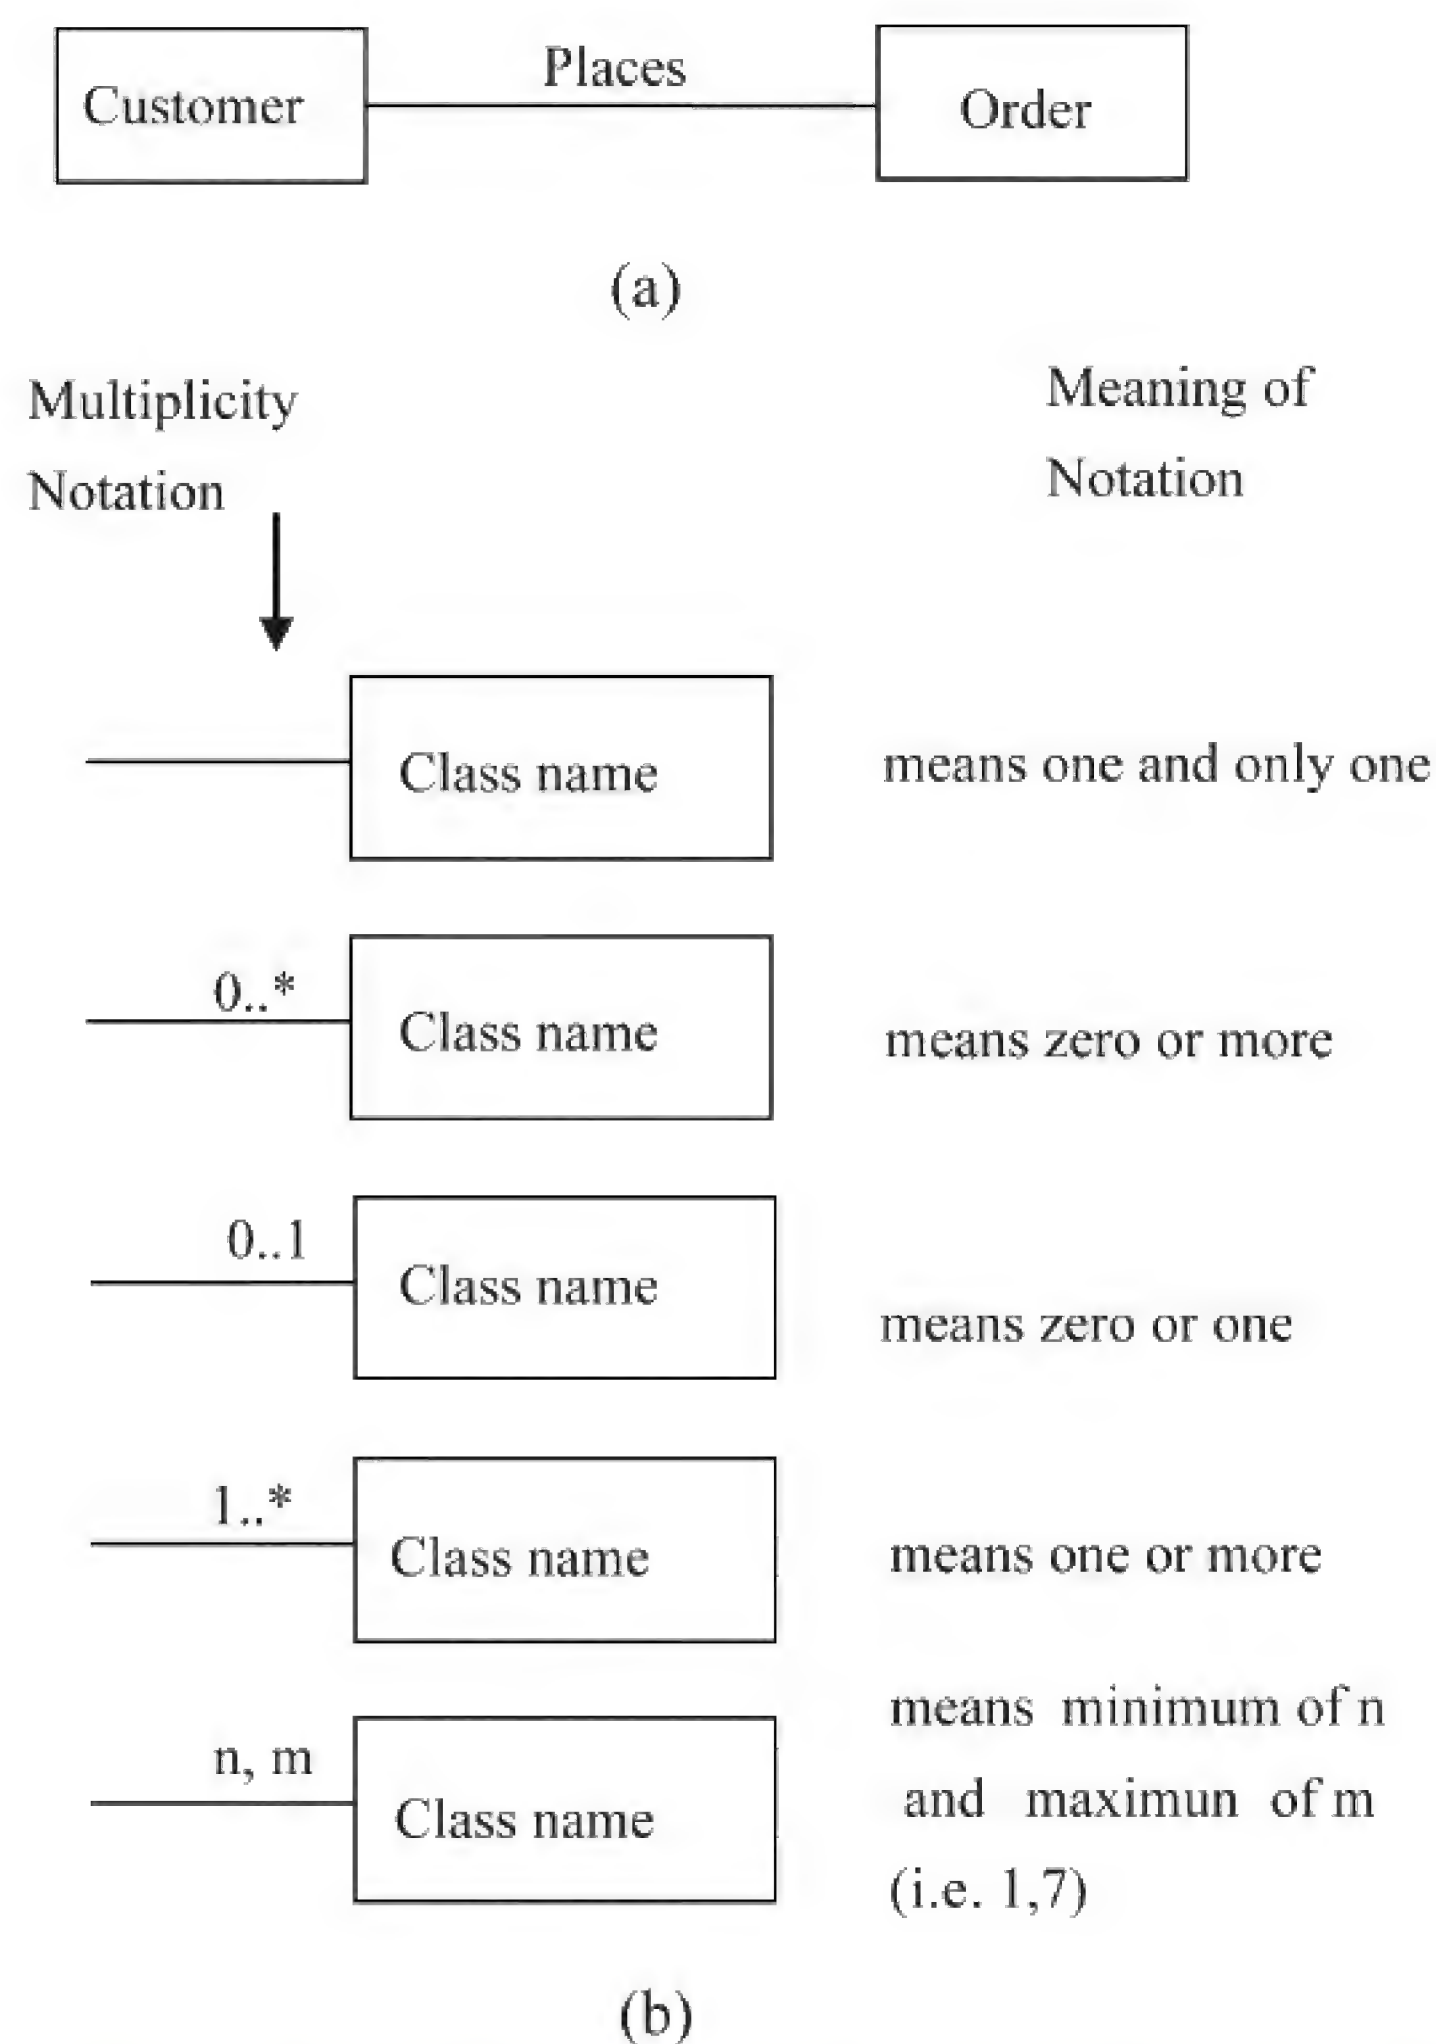 Customer Places Order
(a)
Multiplicity
Notation
Meaning of
Notation
Class name means one and only one
0..* Class name means zero or more
0..1 Class name means zero or one
1..* Class name means one or more
n, m Class name means minimum of n
and maximun of m
(i.e. 1,7)
(b)